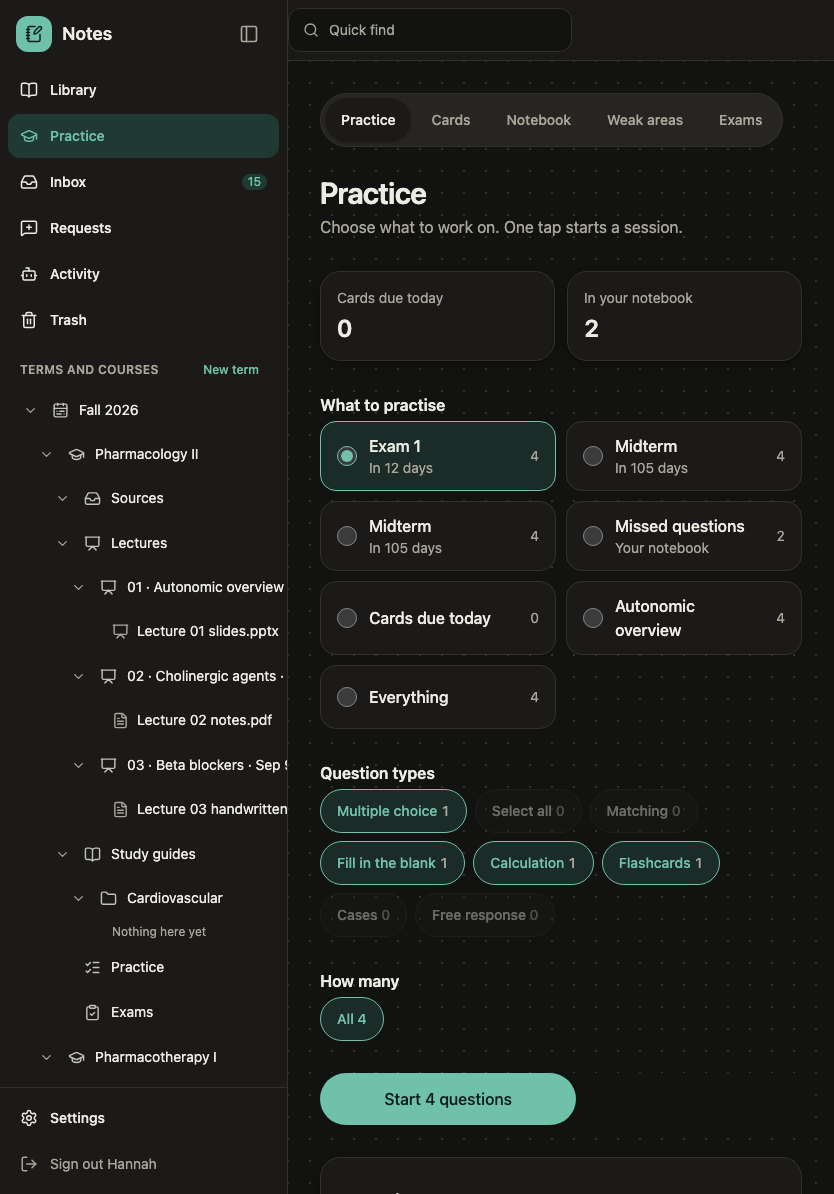 Notes
Quick find
Library
Practice
Inbox 15
Requests
Activity
Trash
TERMS AND COURSES New term
Fall 2026
Pharmacology II
Sources
Lectures
01 · Autonomic overview
Lecture 01 slides.pptx
02 · Cholinergic agents ·
Lecture 02 notes.pdf
03 · Beta blockers · Sep
Lecture 03 handwritten
Study guides
Cardiovascular
Nothing here yet
Practice
Exams
Pharmacotherapy I
Settings
Sign out Hannah
Practice Cards Notebook Weak areas Exams
Practice
Choose what to work on. One tap starts a session.
Cards due today
0
In your notebook
2
What to practise
Exam 1
In 12 days
4
Midterm
In 105 days
4
Midterm
In 105 days
4
Missed questions
Your notebook
2
Cards due today 0
Autonomic
overview
4
Everything 4
Question types
Multiple choice 1 Select all 0 Matching 0
Fill in the blank 1 Calculation 1 Flashcards 1
Cases 0 Free response 0
How many
All 4
Start 4 questions